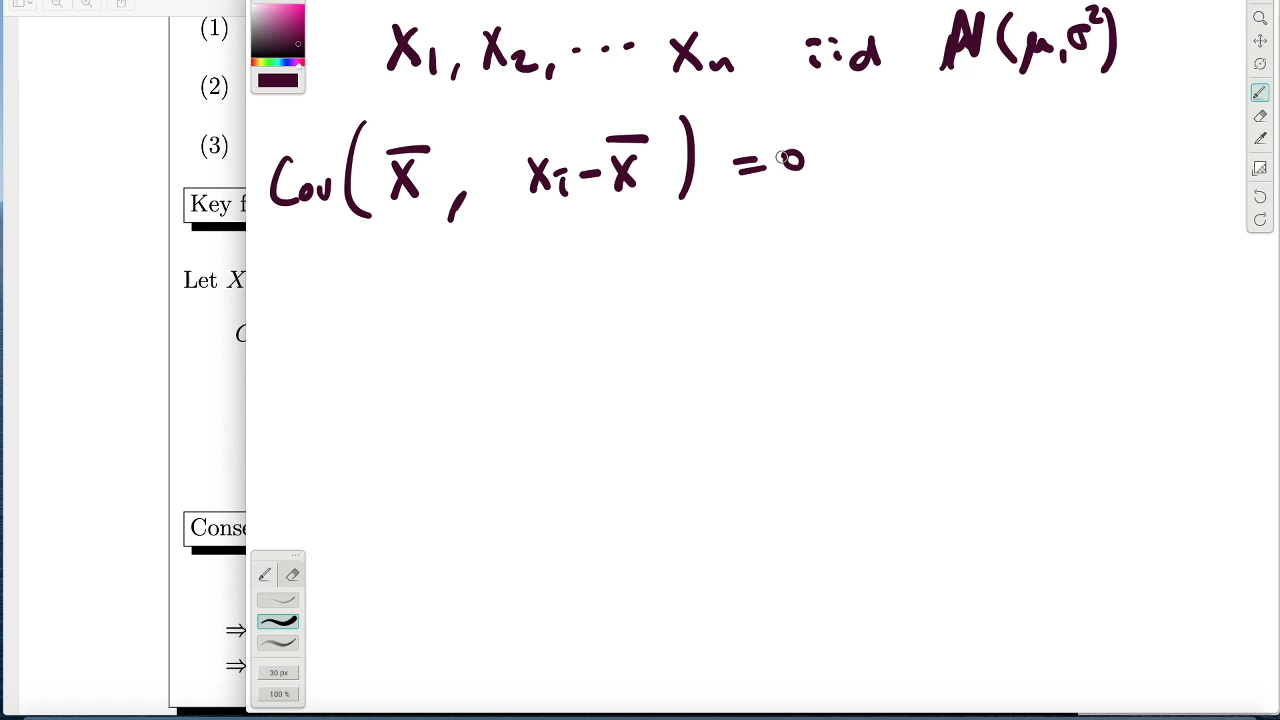 (1)
X₁, X₂, ... Xₙ iid N(μ,σ²)
(2)
(3)
Cov( X̄ , Xᵢ - X̄ ) = 0
Key f
Let X
C
Conse
⇒
⇒
30 px
100 %